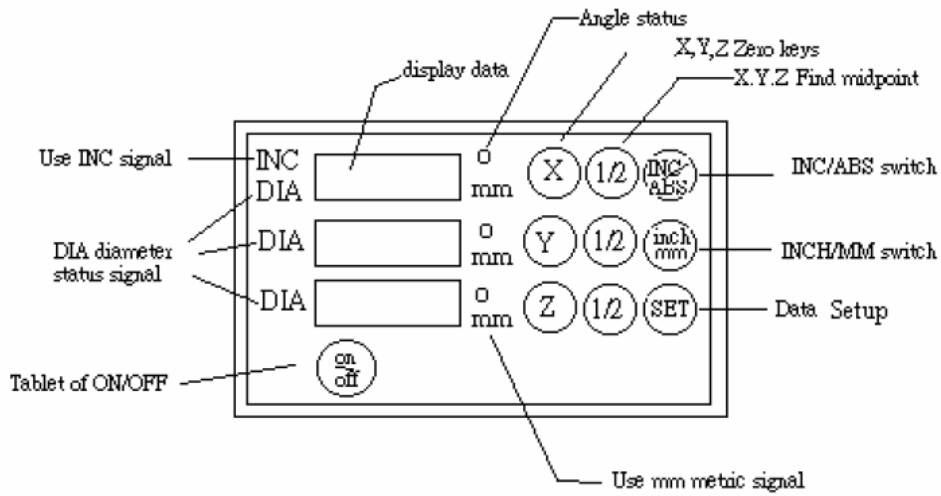 Angle status
X,Y,Z Zero keys
X.Y.Z Find midpoint
display data
Use INC signal
INC
DIA
o
mm
X
1/2
INC/
ABS
INC/ABS switch
DIA diameter
status signal
DIA
o
mm
Y
1/2
inch
mm
INCH/MM switch
DIA
o
mm
Z
1/2
SET
Data Setup
on
off
Tablet of ON/OFF
Use mm metric signal